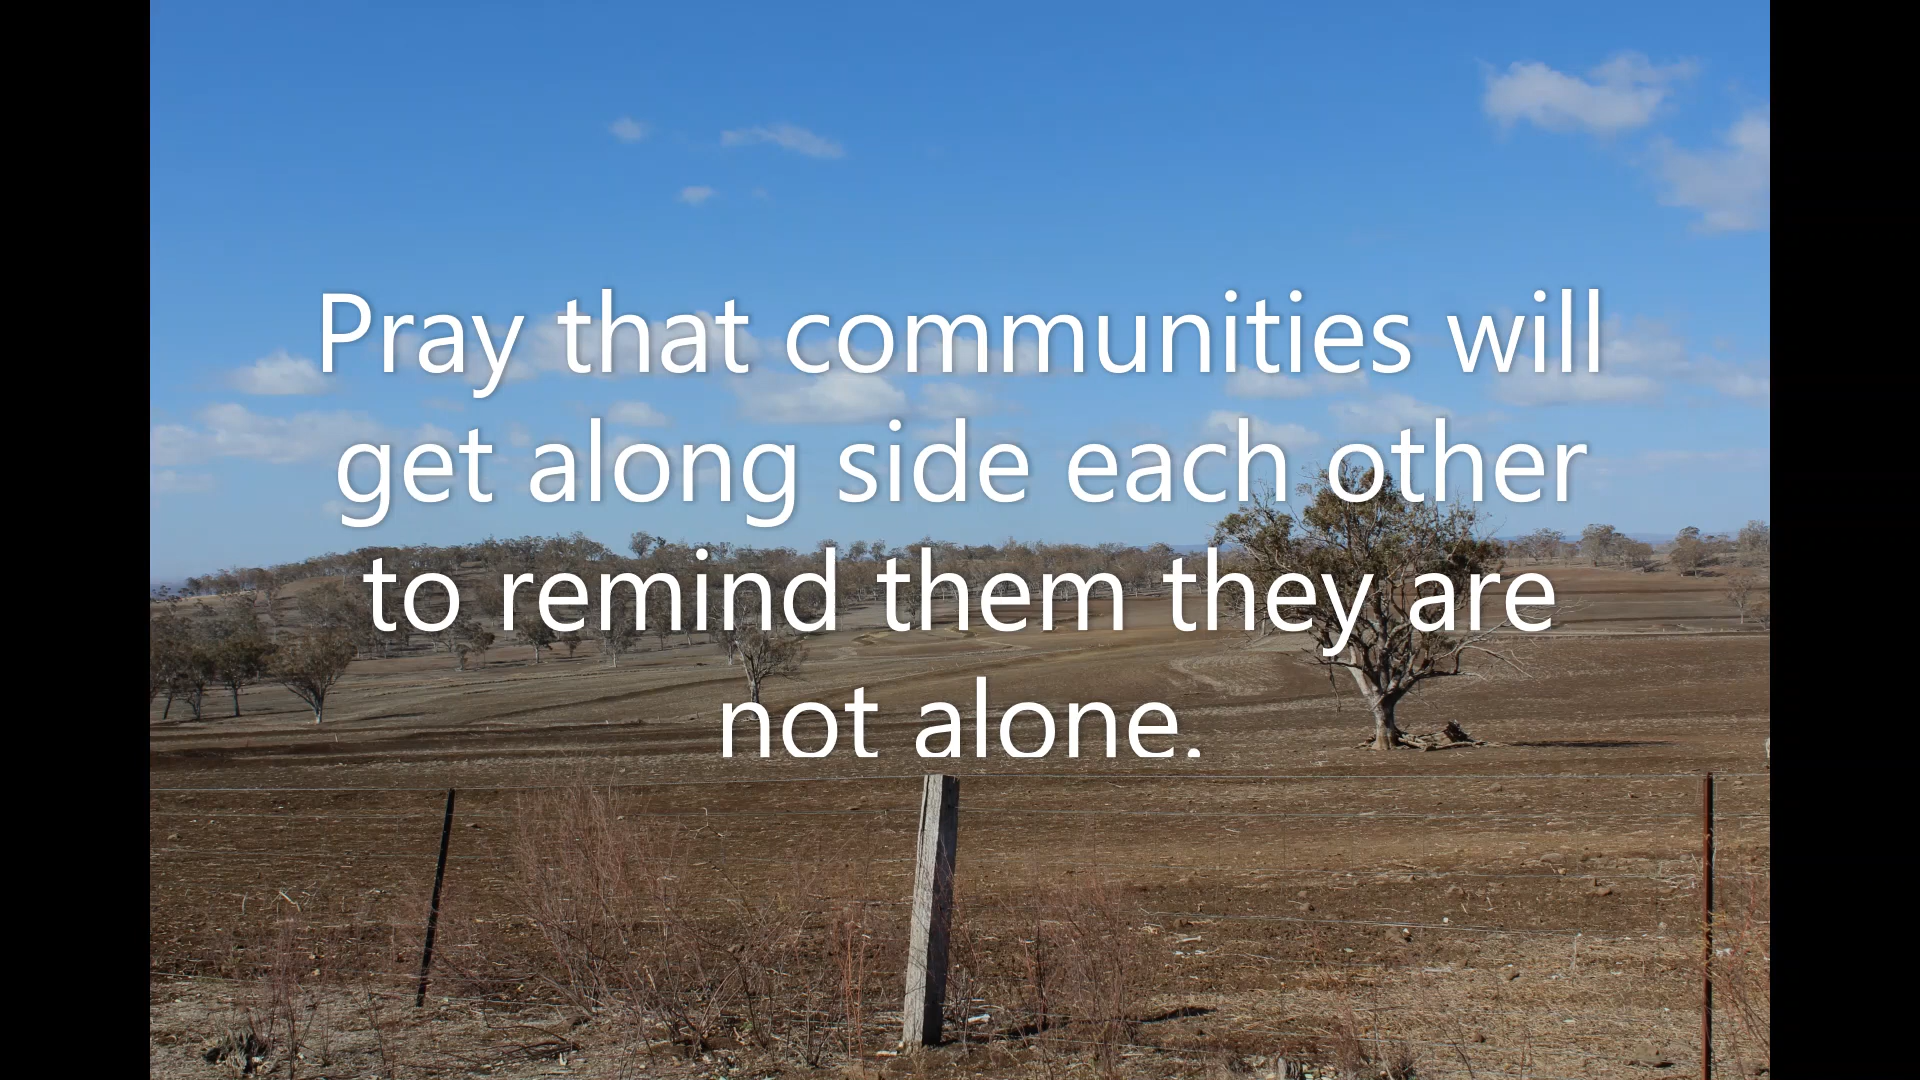 Pray that communities will
get along side each other
to remind them they are
not alone.